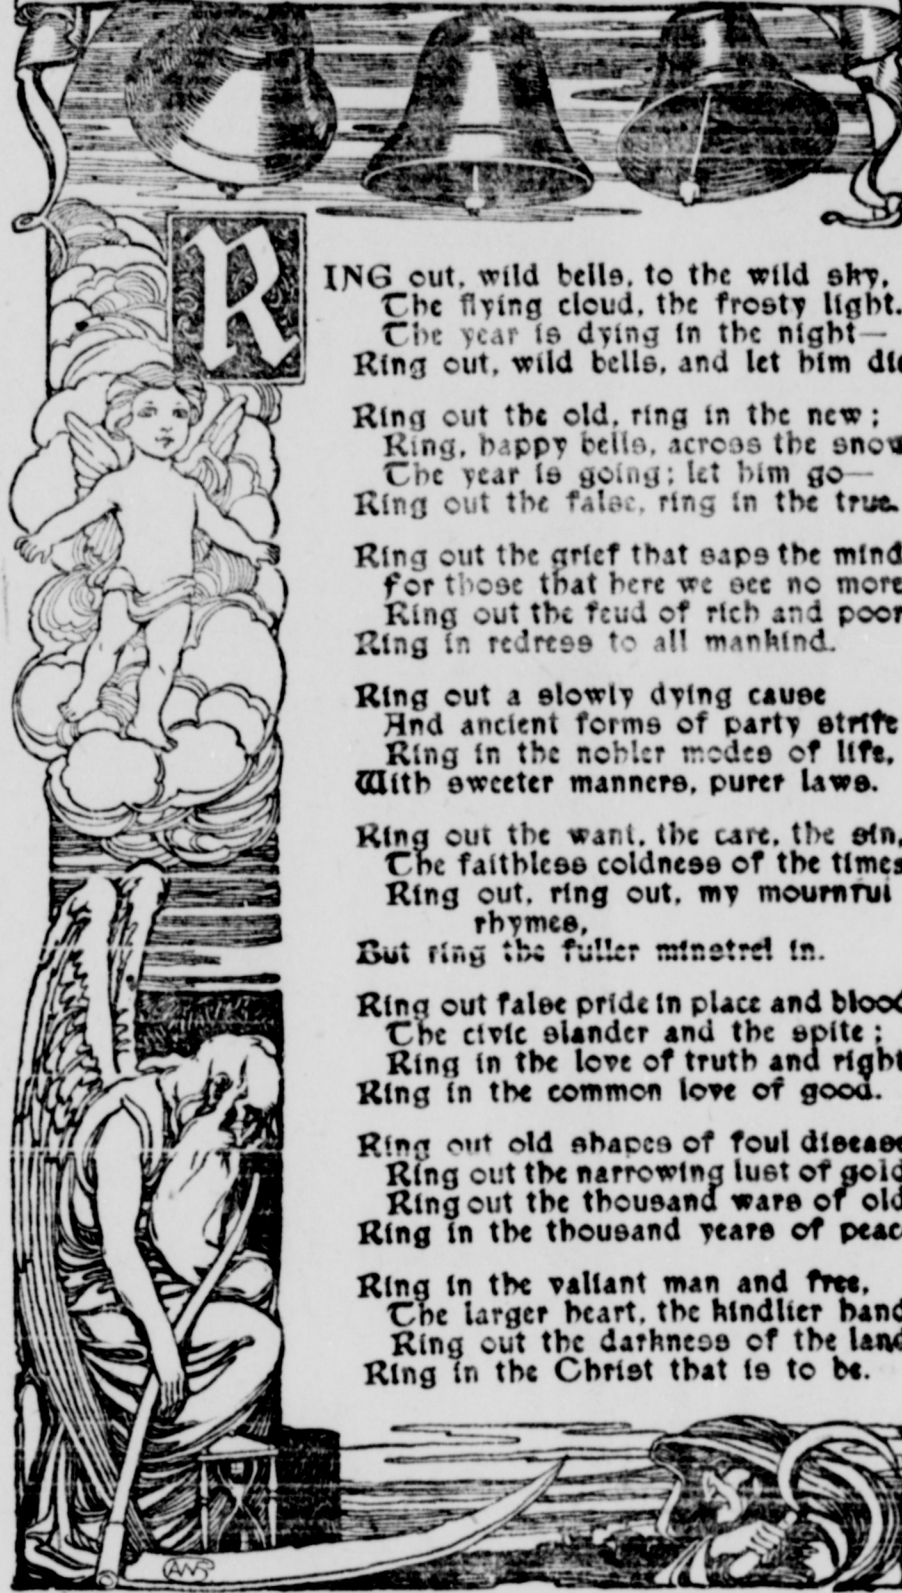 RING out, wild bells, to the wild sky,
The flying cloud, the frosty light.
The year is dying in the night—
Ring out, wild bells, and let him die
Ring out the old, ring in the new;
Ring, happy bells, across the snow
The year is going; let him go—
Ring out the false, ring in the true.
Ring out the grief that saps the mind
For those that here we see no more
Ring out the feud of rich and poor
Ring in redress to all mankind.
Ring out a slowly dying cause
And ancient forms of party strife
Ring in the nobler modes of life,
With sweeter manners, purer laws.
Ring out the want, the care, the sin,
The faithless coldness of the times
Ring out, ring out, my mournful
rhymes,
But ring the fuller minstrel in.
Ring out false pride in place and blood
The civic slander and the spite;
Ring in the love of truth and right
Ring in the common love of good.
Ring out old shapes of foul disease
Ring out the narrowing lust of gold
Ring out the thousand wars of old
Ring in the thousand years of peac
Ring in the valiant man and free,
The larger heart, the kindlier hand
Ring out the darkness of the land
Ring in the Christ that is to be.